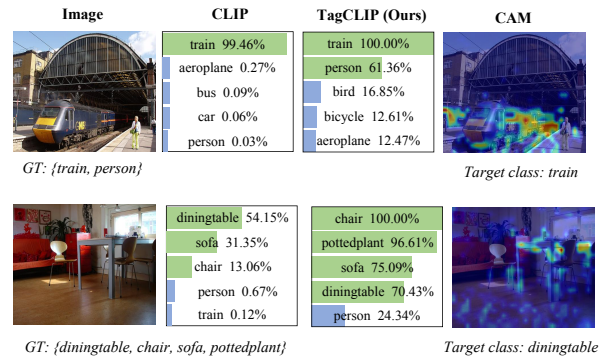 Image CLIP TagCLIP (Ours) CAM
train 99.46%
aeroplane 0.27%
bus 0.09%
car 0.06%
person 0.03%
train 100.00%
person 61.36%
bird 16.85%
bicycle 12.61%
aeroplane 12.47%
GT: {train, person}
Target class: train
diningtable 54.15%
sofa 31.35%
chair 13.06%
person 0.67%
train 0.12%
chair 100.00%
pottedplant 96.61%
sofa 75.09%
diningtable 70.43%
person 24.34%
GT: {diningtable, chair, sofa, pottedplant}
Target class: diningtable